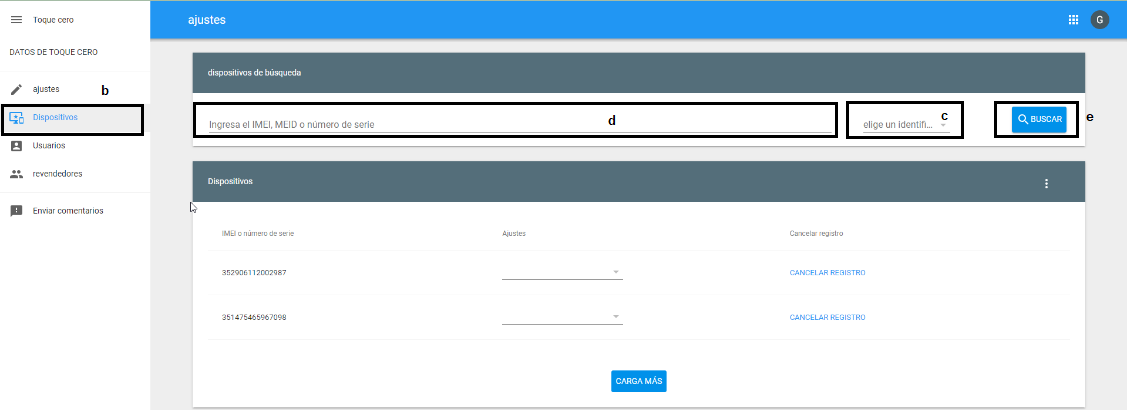 Toque cero
ajustes
G
DATOS DE TOQUE CERO
ajustes
b
Dispositivos
Usuarios
revendedores
Enviar comentarios
dispositivos de búsqueda
Ingresa el IMEI, MEID o número de serie
d
elige un identifi...
c
BUSCAR
e
Dispositivos
IMEI o número de serie Ajustes Cancelar registro
352906112002987 CANCELAR REGISTRO
351475465967098 CANCELAR REGISTRO
CARGA MÁS